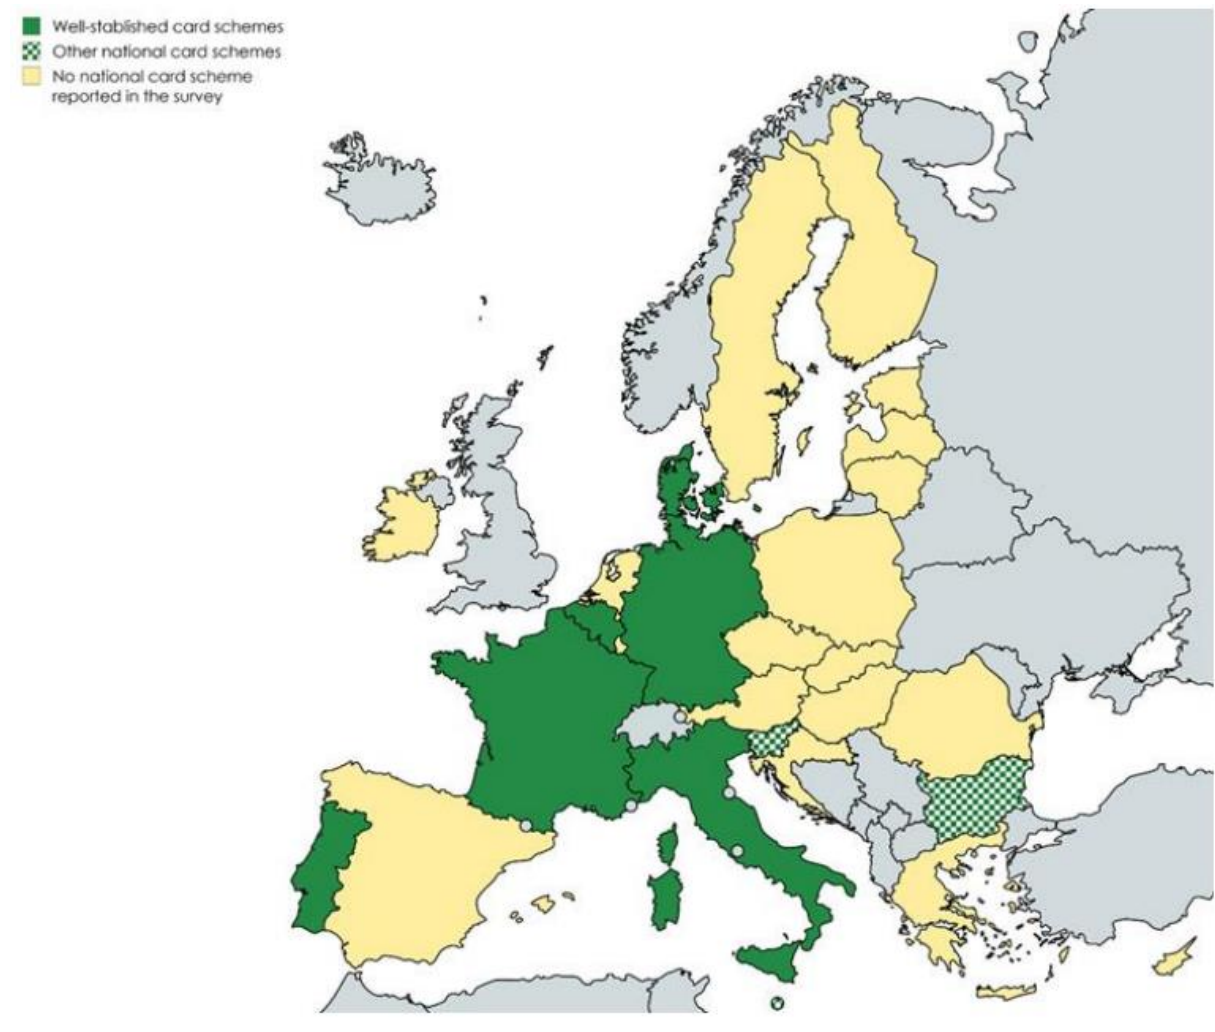 Well-stablished card schemes
Other national card schemes
No national card scheme
reported in the survey